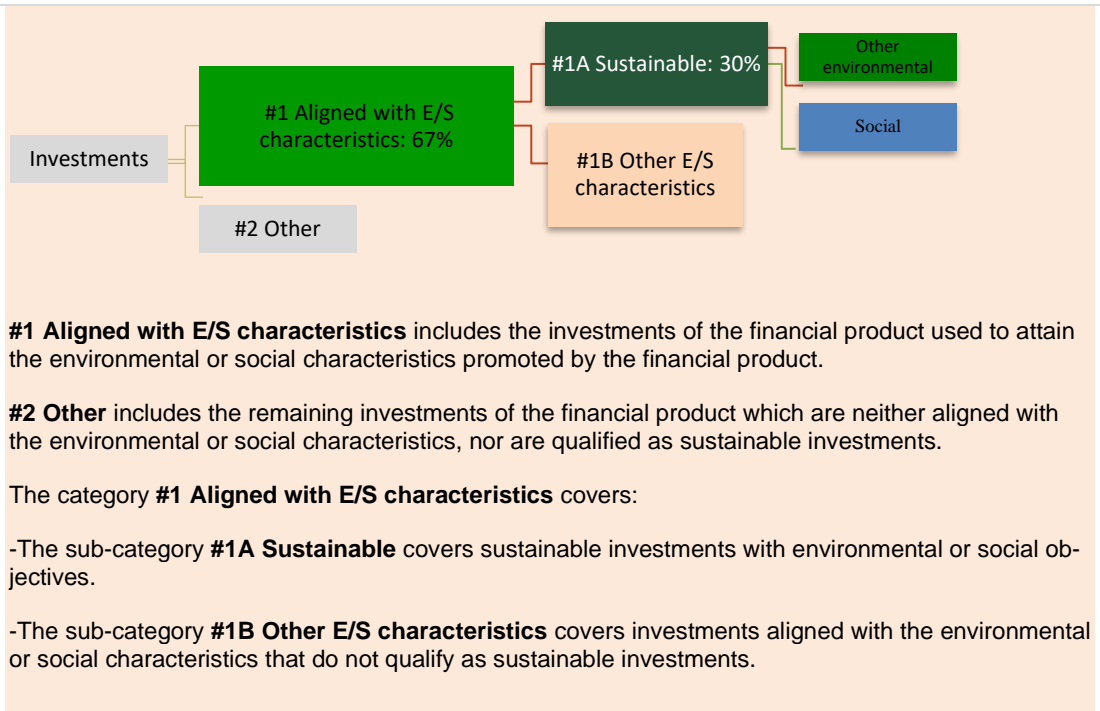 Investments
#1 Aligned with E/S
characteristics: 67%
#2 Other
#1A Sustainable: 30%
#1B Other E/S
characteristics
Other
environmental
Social
#1 Aligned with E/S characteristics includes the investments of the financial product used to attain
the environmental or social characteristics promoted by the financial product.
#2 Other includes the remaining investments of the financial product which are neither aligned with
the environmental or social characteristics, nor are qualified as sustainable investments.
The category #1 Aligned with E/S characteristics covers:
-The sub-category #1A Sustainable covers sustainable investments with environmental or social ob-
jectives.
-The sub-category #1B Other E/S characteristics covers investments aligned with the environmental
or social characteristics that do not qualify as sustainable investments.